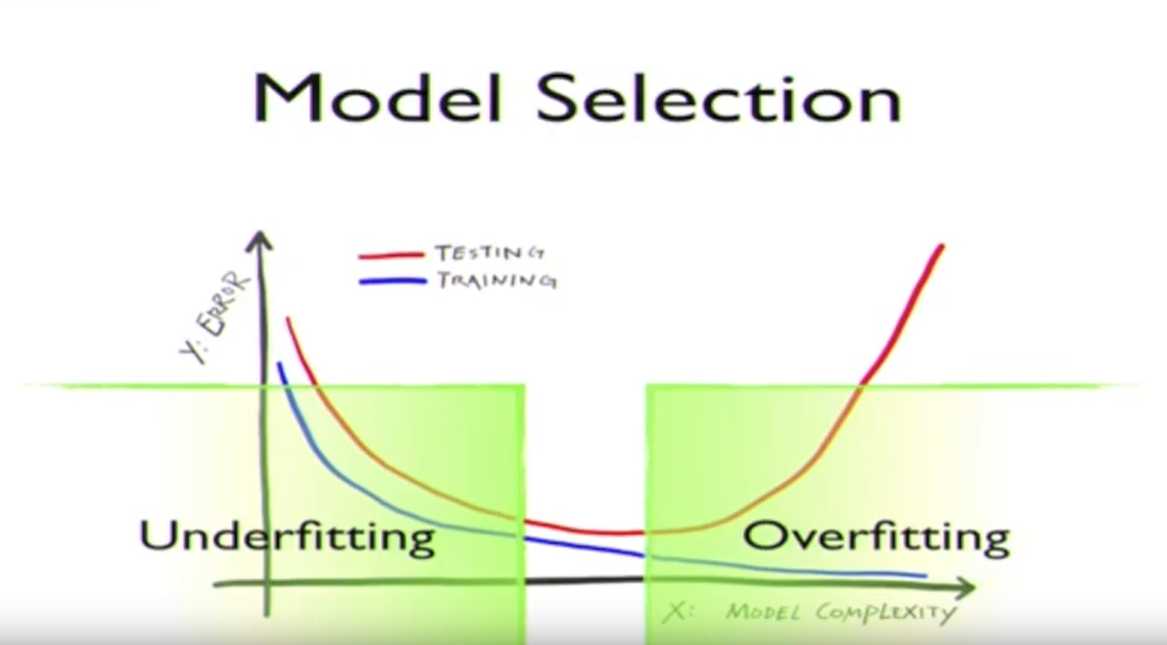 Model Selection
TESTING
TRAINING
Y: ERROR
Underfitting
Overfitting
X: MODEL COMPLEXITY